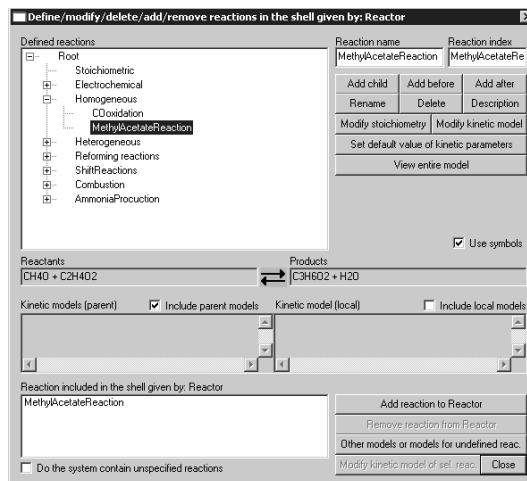 Define/modify/delete/add/remove reactions in the shell given by: Reactor
Defined reactions
Root
Stoichiometric
Electrochemical
Homogeneous
COoxidation
MethylAcetateReaction
Heterogeneous
Reforming reactions
ShiftReactions
Combustion
AmmoniaProcuction
Reaction name Reaction index
MethylAcetateReaction MethylAcetateRe
Add child Add before Add after
Rename Delete Description
Modify stoichiometry Modify kinetic model
Set default value of kinetic parameters
View entire model
Use symbols
Reactants Products
CH4O + C2H4O2 C3H6O2 + H2O
Kinetic models (parent) Include parent models Kinetic model (local) Include local models
Reaction included in the shell given by: Reactor
MethylAcetateReaction
Add reaction to Reactor
Remove reaction from Reactor
Other models or models for undefined reac.
Do the system contain unspecified reactions
Modify kinetic model of sel. reac. Close